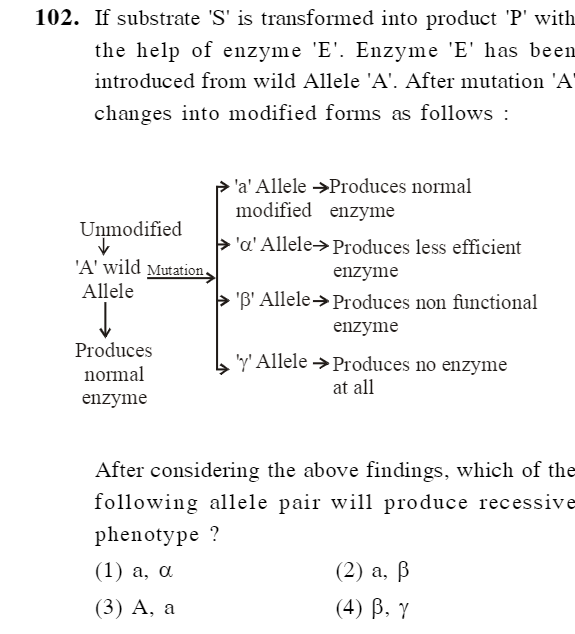 102. If substrate 'S' is transformed into product 'P' with
the help of enzyme 'E'. Enzyme 'E' has been
introduced from wild Allele 'A'. After mutation 'A'
changes into modified forms as follows :
Unmodified
'A' wild
Allele
Produces
normal
enzyme
Mutation
'a' Allele → Produces normal
modified enzyme
'α' Allele → Produces less efficient
enzyme
'β' Allele → Produces non functional
enzyme
'γ' Allele → Produces no enzyme
at all
After considering the above findings, which of the
following allele pair will produce recessive
phenotype ?
(1) a, α (2) a, β
(3) A, a (4) β, γ